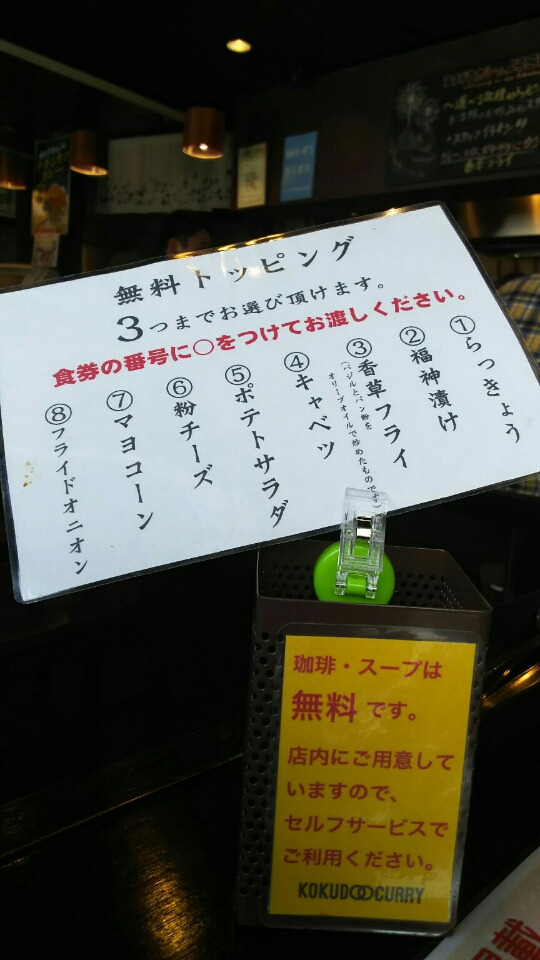 無料トッピング
3つまでお選び頂けます。
食券の番号に○をつけてお渡しください。
①らっきょう
②福神漬け
③香草フライ
(バジルとパン粉を
オリーブオイルで炒めたものです)
④キャベツ
⑤ポテトサラダ
⑥粉チーズ
⑦マヨコーン
⑧フライドオニオン
珈琲・スープは
無料です。
店内にご用意して
いますので、
セルフサービスで
ご利用ください。
KOKUDOOCURRY